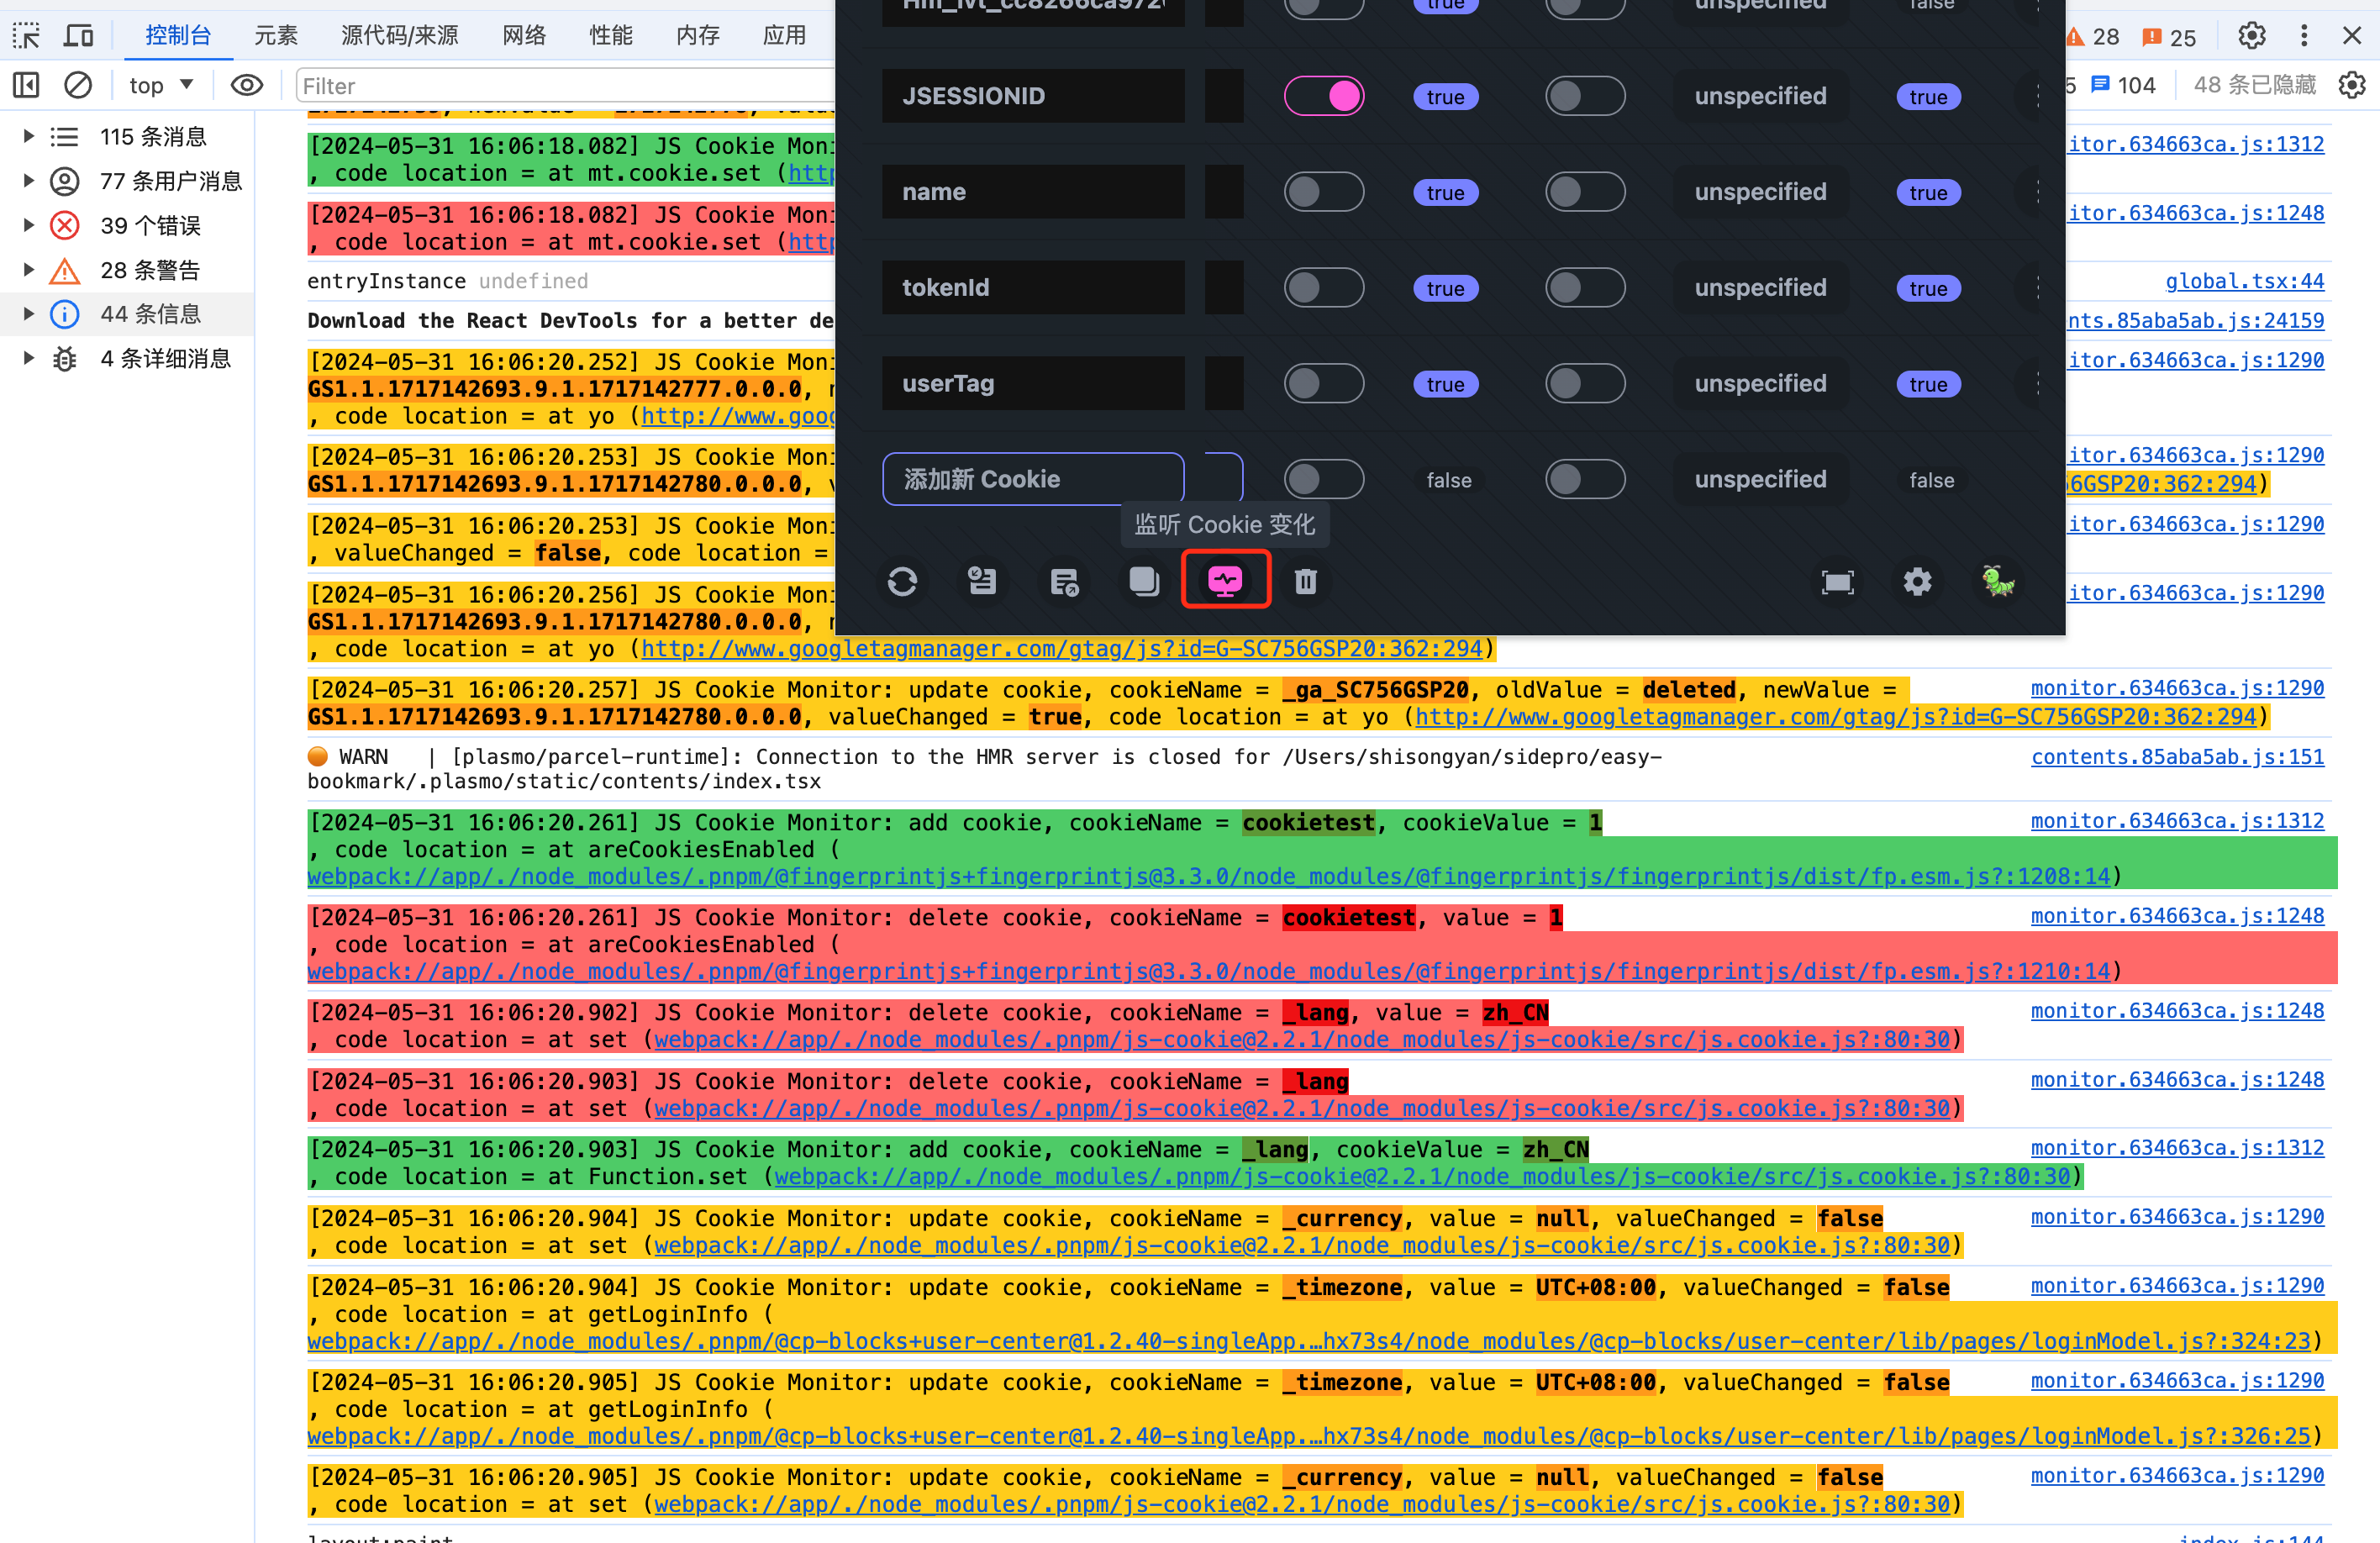 控制台 元素 源代码/来源 网络 性能 内存 应用 28 25
top Filter 104 48 条已隐藏
115 条消息
77 条用户消息
39 个错误
28 条警告
44 条信息
4 条详细消息
[2024-05-31 16:06:18.082] JS Cookie
, code location = at mt.cookie.set (
itor.634663ca.js:1312
[2024-05-31 16:06:18.082] JS Cookie
, code location = at mt.cookie.set (
itor.634663ca.js:1248
entryInstance undefined global.tsx:44
Download the React DevTools for a better
nts.85aba5ab.js:24159
[2024-05-31 16:06:20.252] JS Cookie
GS1.1.1717142693.9.1.1717142777.0.0.0,
, code location = at yo (
itor.634663ca.js:1290
[2024-05-31 16:06:20.253] JS Cookie
GS1.1.1717142693.9.1.1717142780.0.0.0,
itor.634663ca.js:1290
6GSP20:362:294)
[2024-05-31 16:06:20.253] JS Cookie
, valueChanged = false, code location =
itor.634663ca.js:1290
[2024-05-31 16:06:20.256] JS Cookie
GS1.1.1717142693.9.1.1717142780.0.0.0,
itor.634663ca.js:1290
, code location = at yo (http://www.googletagmanager.com/gtag/js?id=G-SC756GSP20:362:294)
true unspecified false
JSESSIONID true unspecified true
name true unspecified true
tokenId true unspecified true
userTag true unspecified true
添加新 Cookie false unspecified false
监听 Cookie 变化
[2024-05-31 16:06:20.257] JS Cookie Monitor: update cookie, cookieName = _ga_SC756GSP20, oldValue = deleted, newValue = monitor.634663ca.js:1290
GS1.1.1717142693.9.1.1717142780.0.0.0, valueChanged = true, code location = at yo (http://www.googletagmanager.com/gtag/js?id=G-SC756GSP20:362:294)
WARN | [plasmo/parcel-runtime]: Connection to the HMR server is closed for /Users/shisongyan/sidepro/easy- contents.85aba5ab.js:151
bookmark/.plasmo/static/contents/index.tsx
[2024-05-31 16:06:20.261] JS Cookie Monitor: add cookie, cookieName = cookietest, cookieValue = 1 monitor.634663ca.js:1312
, code location = at areCookiesEnabled (
webpack://app/./node_modules/.pnpm/@fingerprintjs+fingerprintjs@3.3.0/node_modules/@fingerprintjs/fingerprintjs/dist/fp.esm.js?:1208:14)
[2024-05-31 16:06:20.261] JS Cookie Monitor: delete cookie, cookieName = cookietest, value = 1 monitor.634663ca.js:1248
, code location = at areCookiesEnabled (
webpack://app/./node_modules/.pnpm/@fingerprintjs+fingerprintjs@3.3.0/node_modules/@fingerprintjs/fingerprintjs/dist/fp.esm.js?:1210:14)
[2024-05-31 16:06:20.902] JS Cookie Monitor: delete cookie, cookieName = _lang, value = zh_CN monitor.634663ca.js:1248
, code location = at set (webpack://app/./node_modules/.pnpm/js-cookie@2.2.1/node_modules/js-cookie/src/js.cookie.js?:80:30)
[2024-05-31 16:06:20.903] JS Cookie Monitor: delete cookie, cookieName = _lang monitor.634663ca.js:1248
, code location = at set (webpack://app/./node_modules/.pnpm/js-cookie@2.2.1/node_modules/js-cookie/src/js.cookie.js?:80:30)
[2024-05-31 16:06:20.903] JS Cookie Monitor: add cookie, cookieName = _lang, cookieValue = zh_CN monitor.634663ca.js:1312
, code location = at Function.set (webpack://app/./node_modules/.pnpm/js-cookie@2.2.1/node_modules/js-cookie/src/js.cookie.js?:80:30)
[2024-05-31 16:06:20.904] JS Cookie Monitor: update cookie, cookieName = _currency, value = null, valueChanged = false monitor.634663ca.js:1290
, code location = at set (webpack://app/./node_modules/.pnpm/js-cookie@2.2.1/node_modules/js-cookie/src/js.cookie.js?:80:30)
[2024-05-31 16:06:20.904] JS Cookie Monitor: update cookie, cookieName = _timezone, value = UTC+08:00, valueChanged = false monitor.634663ca.js:1290
, code location = at getLoginInfo (
webpack://app/./node_modules/.pnpm/@cp-blocks+user-center@1.2.40-singleApp.…hx73s4/node_modules/@cp-blocks/user-center/lib/pages/loginModel.js?:324:23)
[2024-05-31 16:06:20.905] JS Cookie Monitor: update cookie, cookieName = _timezone, value = UTC+08:00, valueChanged = false monitor.634663ca.js:1290
, code location = at getLoginInfo (
webpack://app/./node_modules/.pnpm/@cp-blocks+user-center@1.2.40-singleApp.…hx73s4/node_modules/@cp-blocks/user-center/lib/pages/loginModel.js?:326:25)
[2024-05-31 16:06:20.905] JS Cookie Monitor: update cookie, cookieName = _currency, value = null, valueChanged = false monitor.634663ca.js:1290
, code location = at set (webpack://app/./node_modules/.pnpm/js-cookie@2.2.1/node_modules/js-cookie/src/js.cookie.js?:80:30)